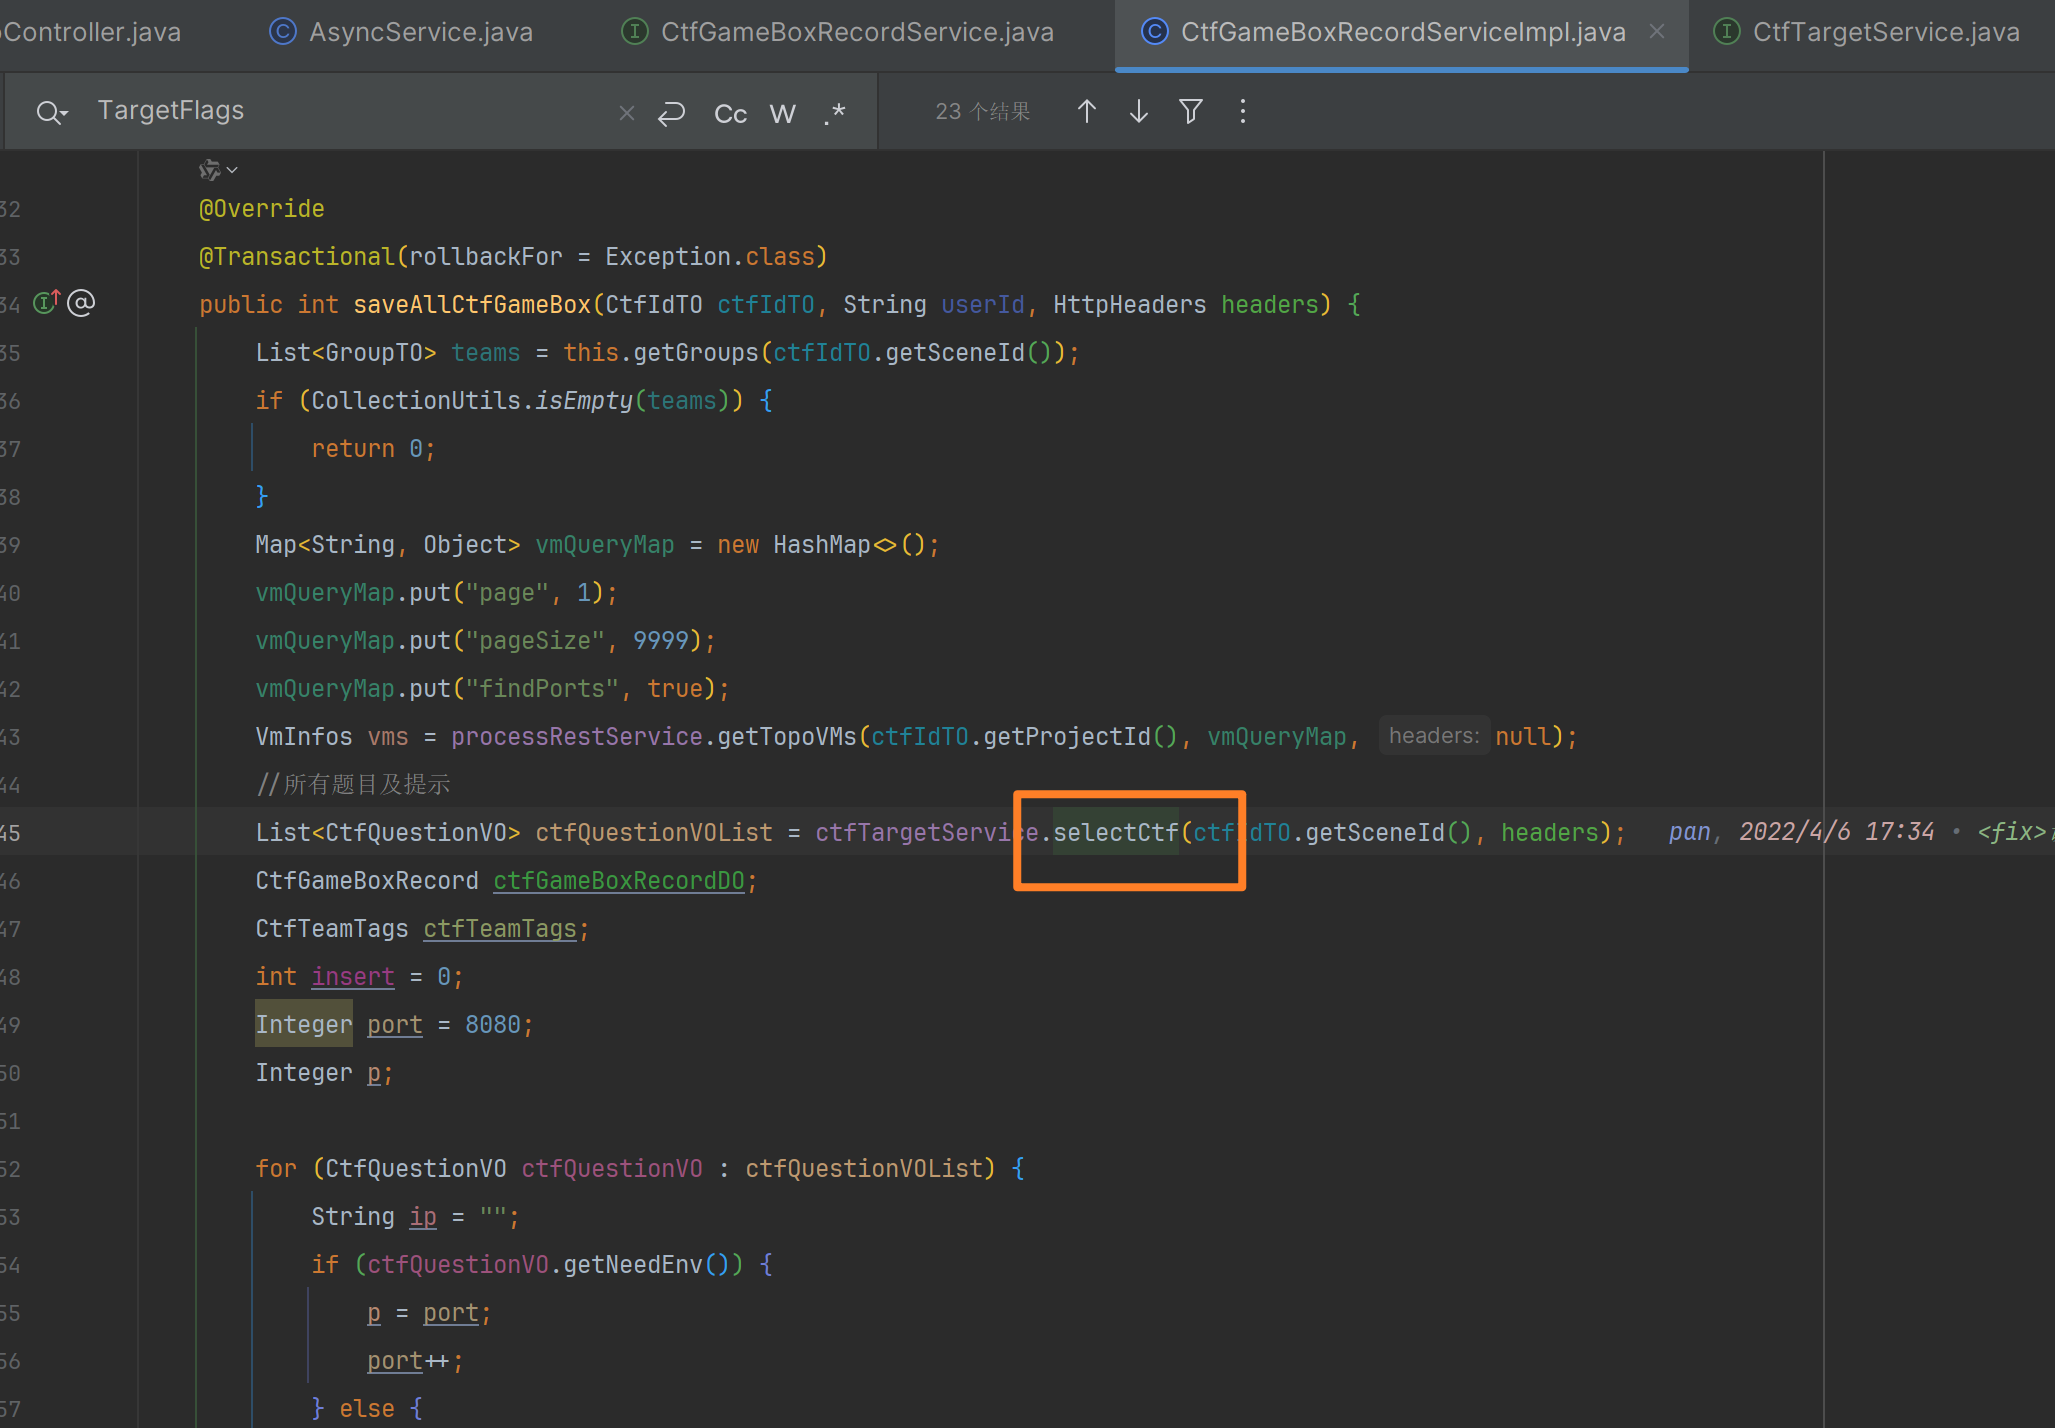 Controller.java
AsyncService.java
CtfGameBoxRecordService.java
CtfGameBoxRecordServiceImpl.java
CtfTargetService.java
TargetFlags
Cc W .*
23 个结果
32 @Override
33 @Transactional(rollbackFor = Exception.class)
34 public int saveAllCtfGameBox(CtfIdTO ctfIdTO, String userId, HttpHeaders headers) {
35 List<GroupTO> teams = this.getGroups(ctfIdTO.getSceneId());
36 if (CollectionUtils.isEmpty(teams)) {
37 return 0;
38 }
39 Map<String, Object> vmQueryMap = new HashMap<>();
40 vmQueryMap.put("page", 1);
41 vmQueryMap.put("pageSize", 9999);
42 vmQueryMap.put("findPorts", true);
43 VmInfos vms = processRestService.getTopoVMs(ctfIdTO.getProjectId(), vmQueryMap, headers: null);
44 //所有题目及提示
45 List<CtfQuestionVO> ctfQuestionVOList = ctfTargetService.selectCtf(ctfIdTO.getSceneId(), headers); pan, 2022/4/6 17:34 • <fix>
46 CtfGameBoxRecord ctfGameBoxRecordDO;
47 CtfTeamTags ctfTeamTags;
48 int insert = 0;
49 Integer port = 8080;
50 Integer p;
51
52 for (CtfQuestionVO ctfQuestionVO : ctfQuestionVOList) {
53 String ip = "";
54 if (ctfQuestionVO.getNeedEnv()) {
55 p = port;
56 port++;
57 } else {